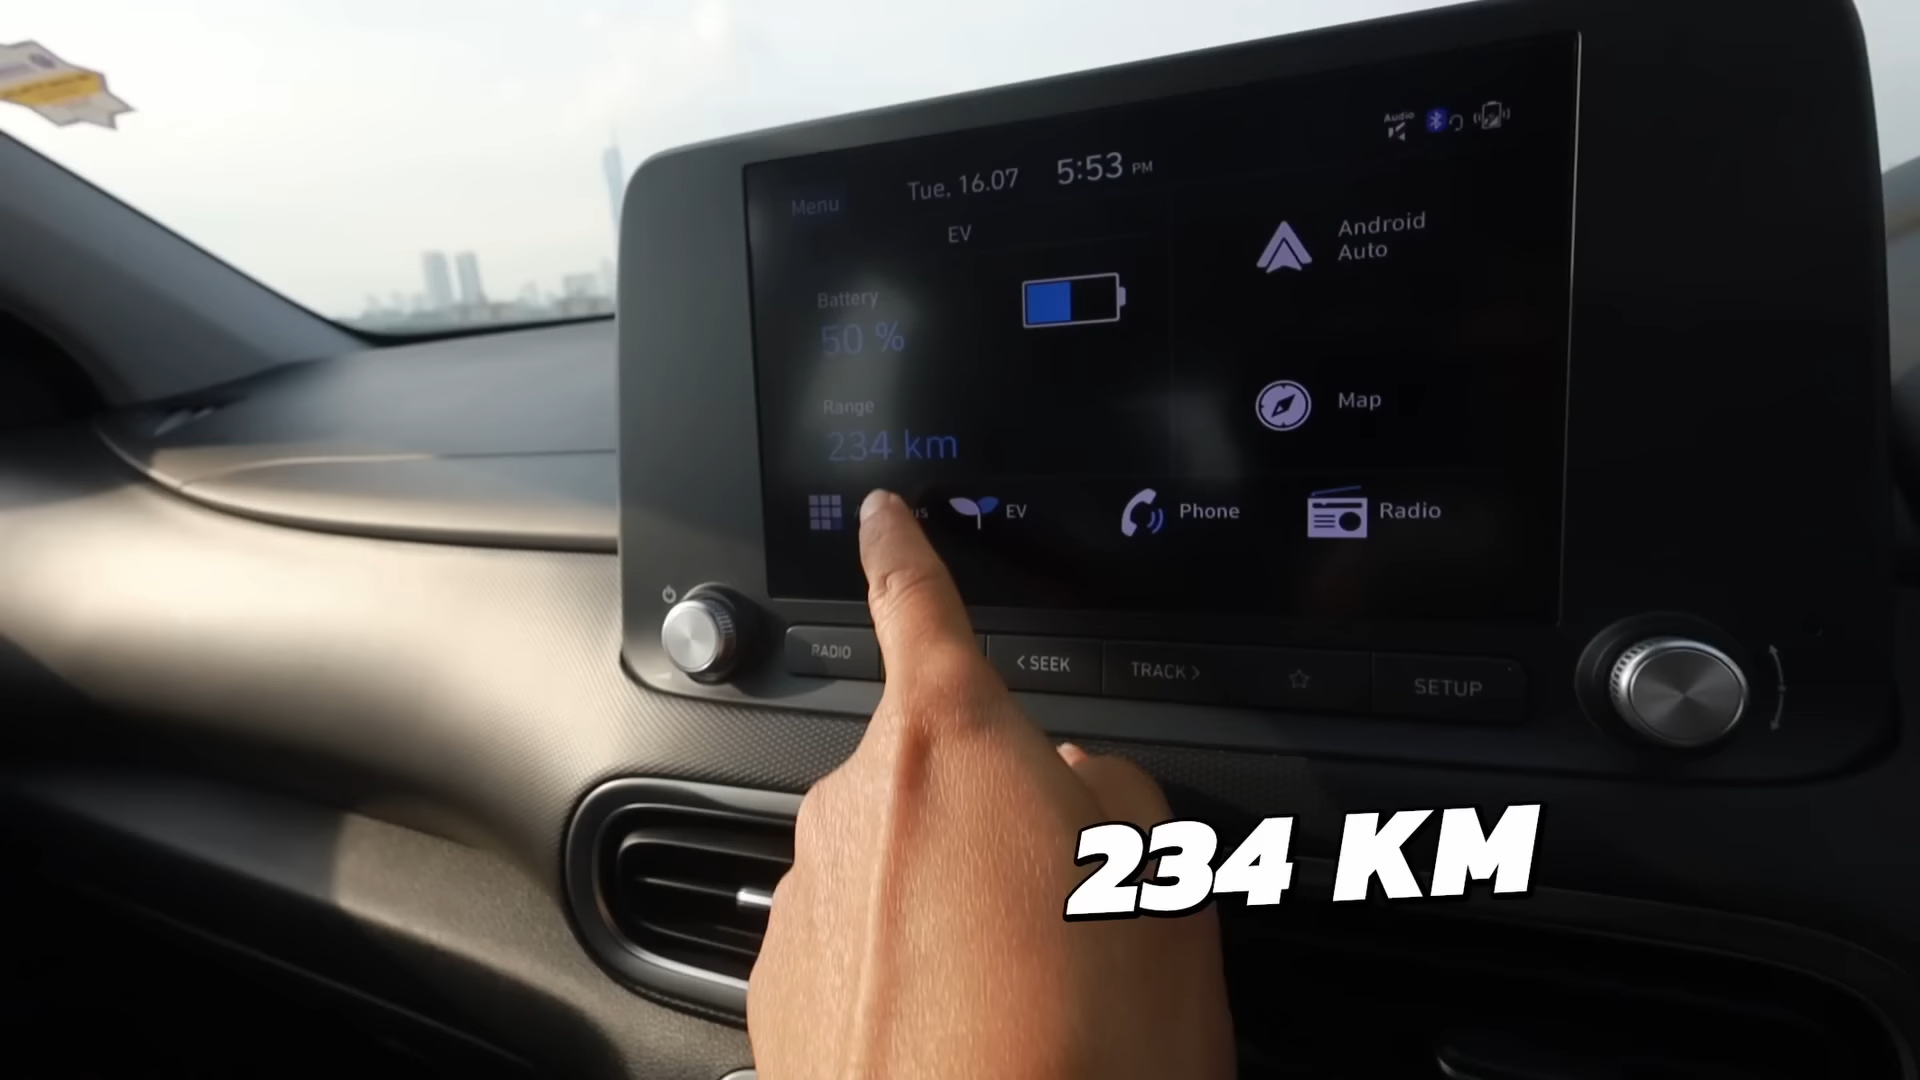 Menu
Tue, 16.07
5:53 PM
Audio
EV
Battery
50 %
Range
234 km
Android
Auto
Map
EV
Phone
Radio
RADIO
< SEEK
TRACK >
SETUP
234 KM